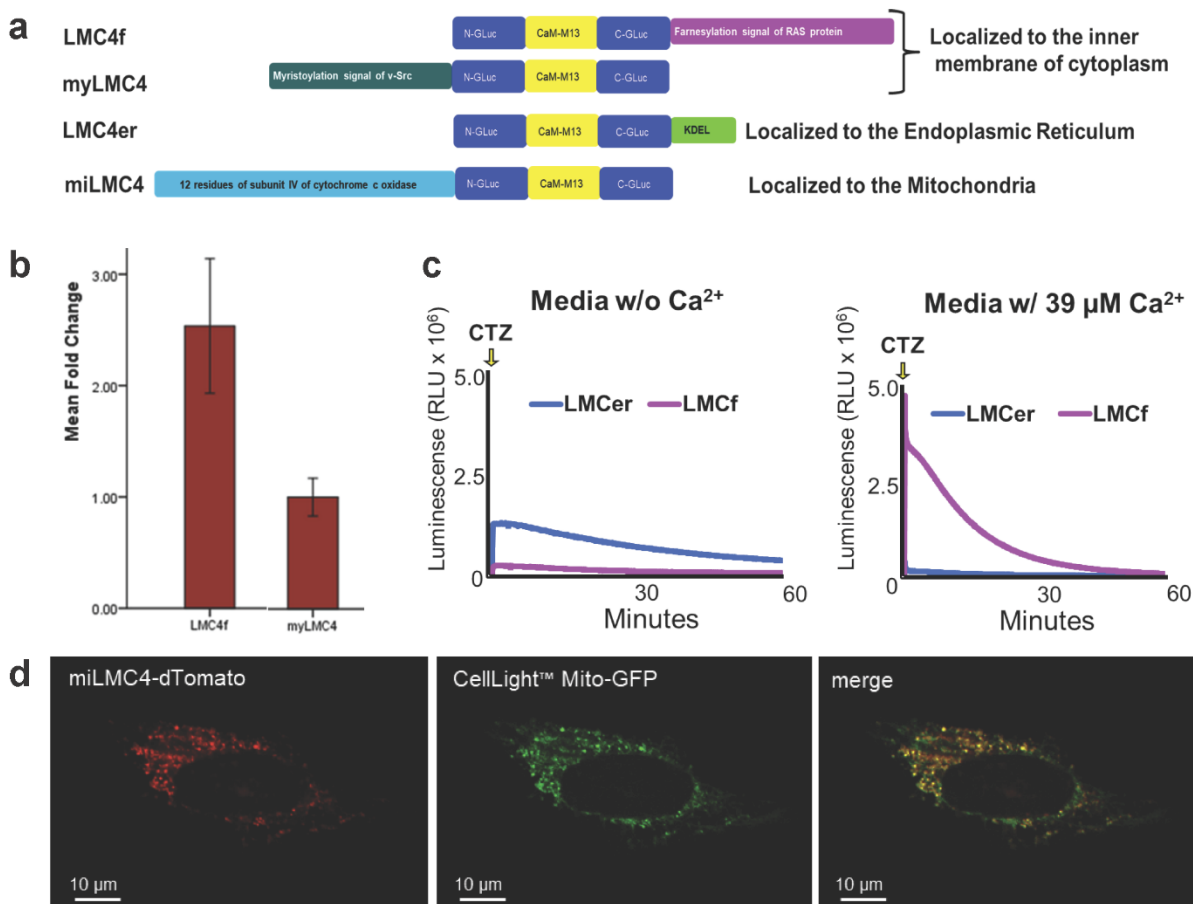 a
LMC4f
N-GLuc
CaM-M13
C-GLuc
Farnesylation signal of RAS protein
myLMC4
Myristoylation signal of v-Src
N-GLuc
CaM-M13
C-GLuc
Localized to the inner
membrane of cytoplasm
LMC4er
N-GLuc
CaM-M13
C-GLuc
KDEL
Localized to the Endoplasmic Reticulum
miLMC4
12 residues of subunit IV of cytochrome c oxidase
N-GLuc
CaM-M13
C-GLuc
Localized to the Mitochondria
b
Mean Fold Change
3.00
2.00
1.00
0.00
LMC4f
myLMC4
c
Media w/o Ca²⁺
CTZ
Luminescense (RLU x 10⁶)
5.0
2.5
0
LMCer
LMCf
30
60
Minutes
Media w/ 39 µM Ca²⁺
CTZ
Luminescense (RLU x 10⁶)
5.0
2.5
0
LMCer
LMCf
30
60
Minutes
d
miLMC4-dTomato
10 µm
CellLight™ Mito-GFP
10 µm
merge
10 µm